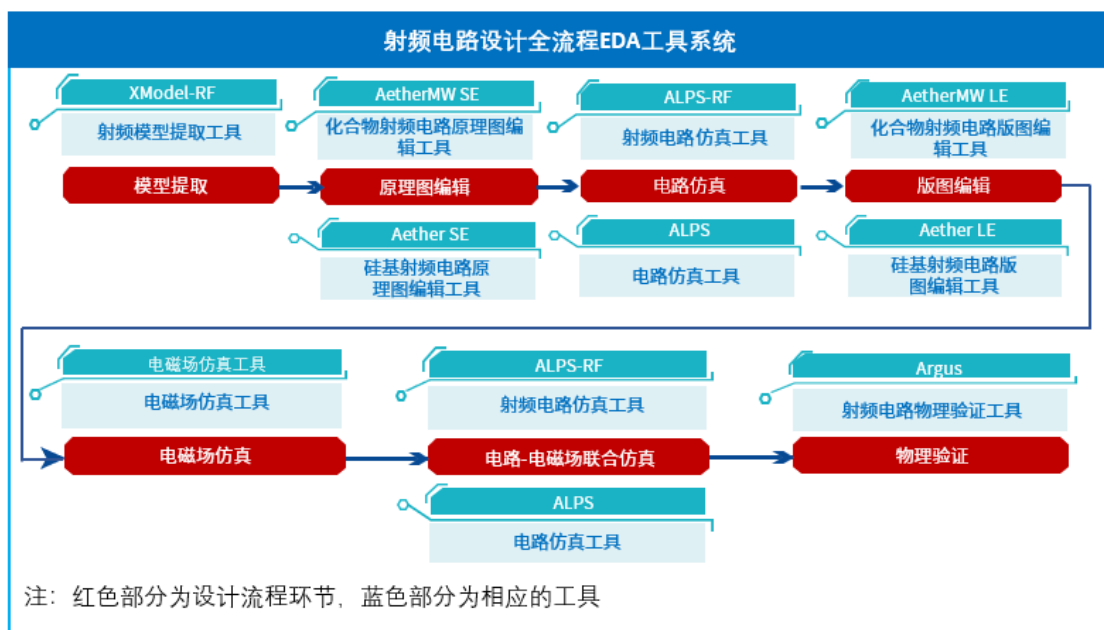 射频电路设计全流程EDA工具系统
XModel-RF
射频模型提取工具
模型提取
AetherMW SE
化合物射频电路原理图编
辑工具
原理图编辑
Aether SE
硅基射频电路原
理图编辑工具
ALPS-RF
射频电路仿真工具
电路仿真
ALPS
电路仿真工具
AetherMW LE
化合物射频电路版图编
辑工具
版图编辑
Aether LE
硅基射频电路版
图编辑工具
电磁场仿真工具
电磁场仿真工具
电磁场仿真
ALPS-RF
射频电路仿真工具
电路-电磁场联合仿真
ALPS
电路仿真工具
Argus
射频电路物理验证工具
物理验证
注：红色部分为设计流程环节，蓝色部分为相应的工具